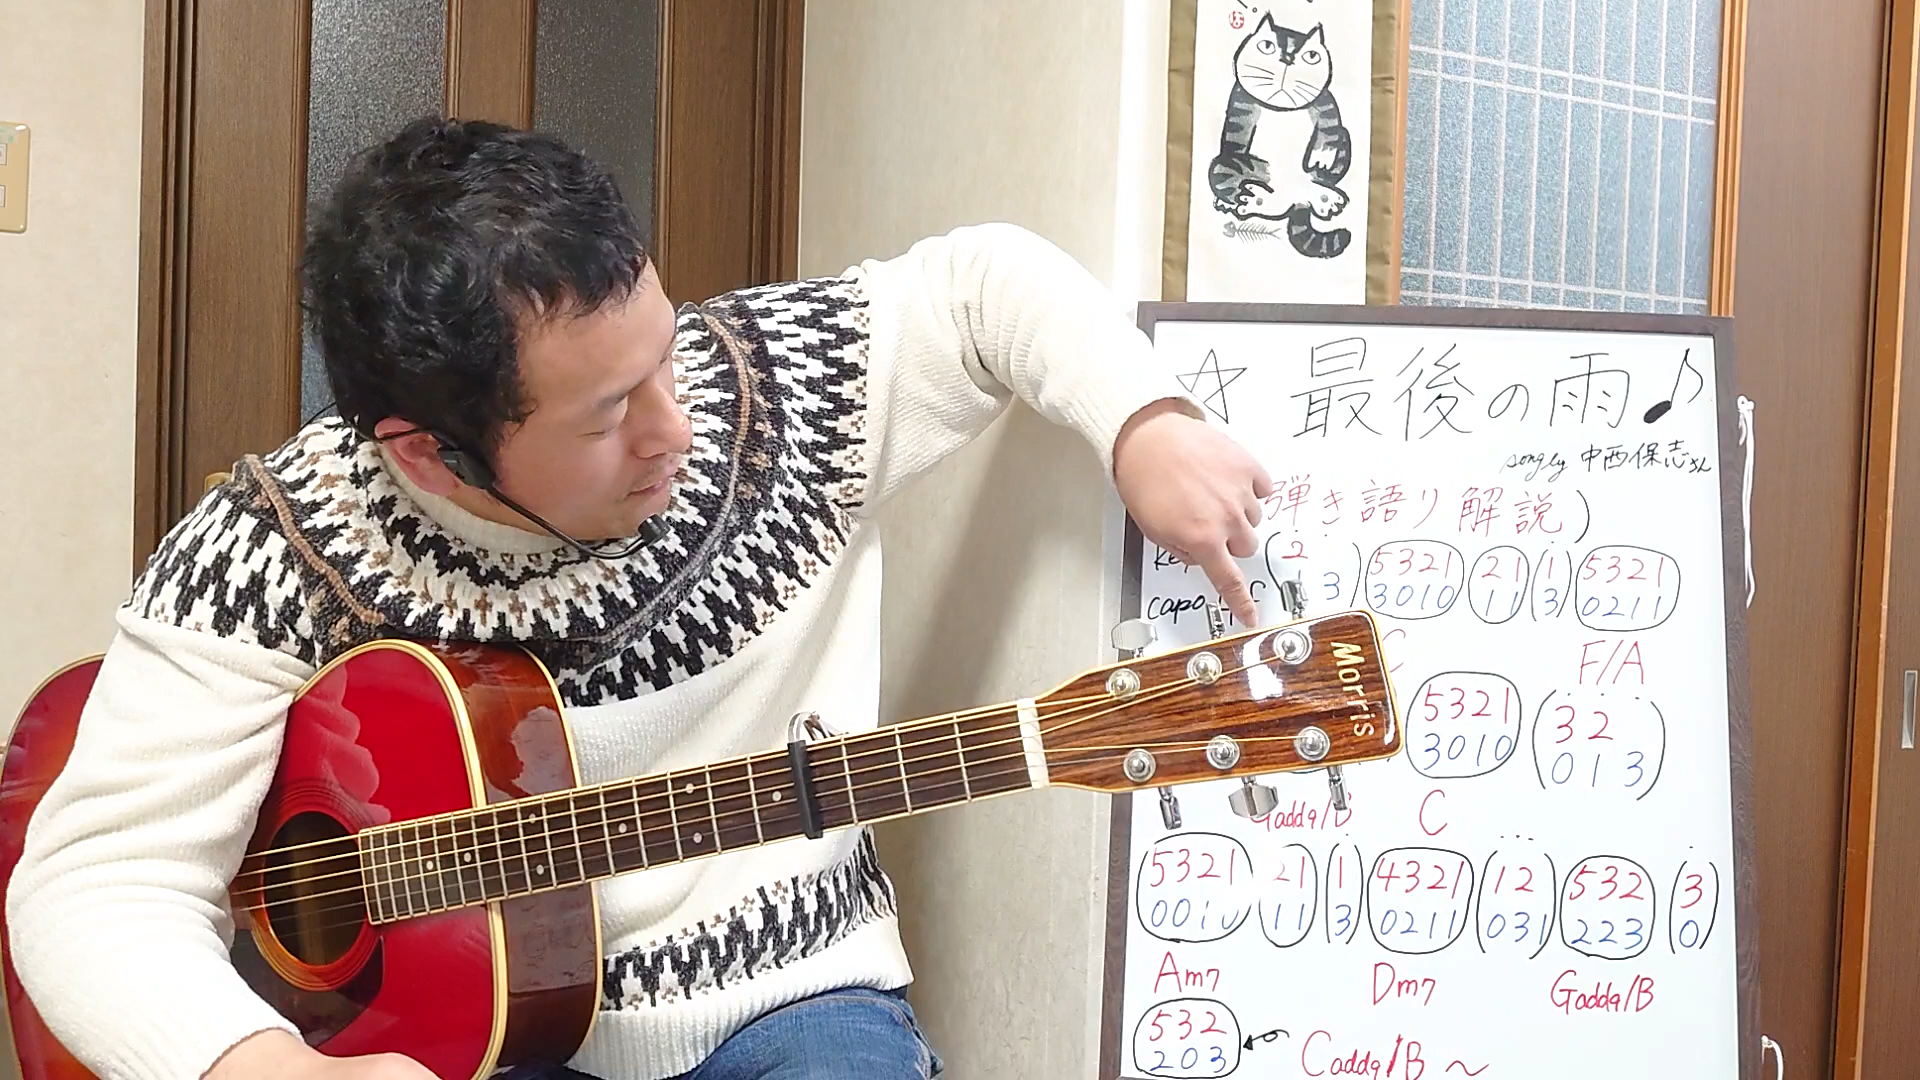 ☆ 最後の雨♪
song by 中西保志さん
弾き語り解説)
2 5321 21 1 5321
3 3010 11 3 0211
capo
C F/A
Morris
5321 32
3010 013
Gadd9/B C
5321 21 1 4321 12 532 3
0010 11 3 0211 031 223 0
Am7 Dm7 Gadd9/B
532
203
Cadd9/B ~